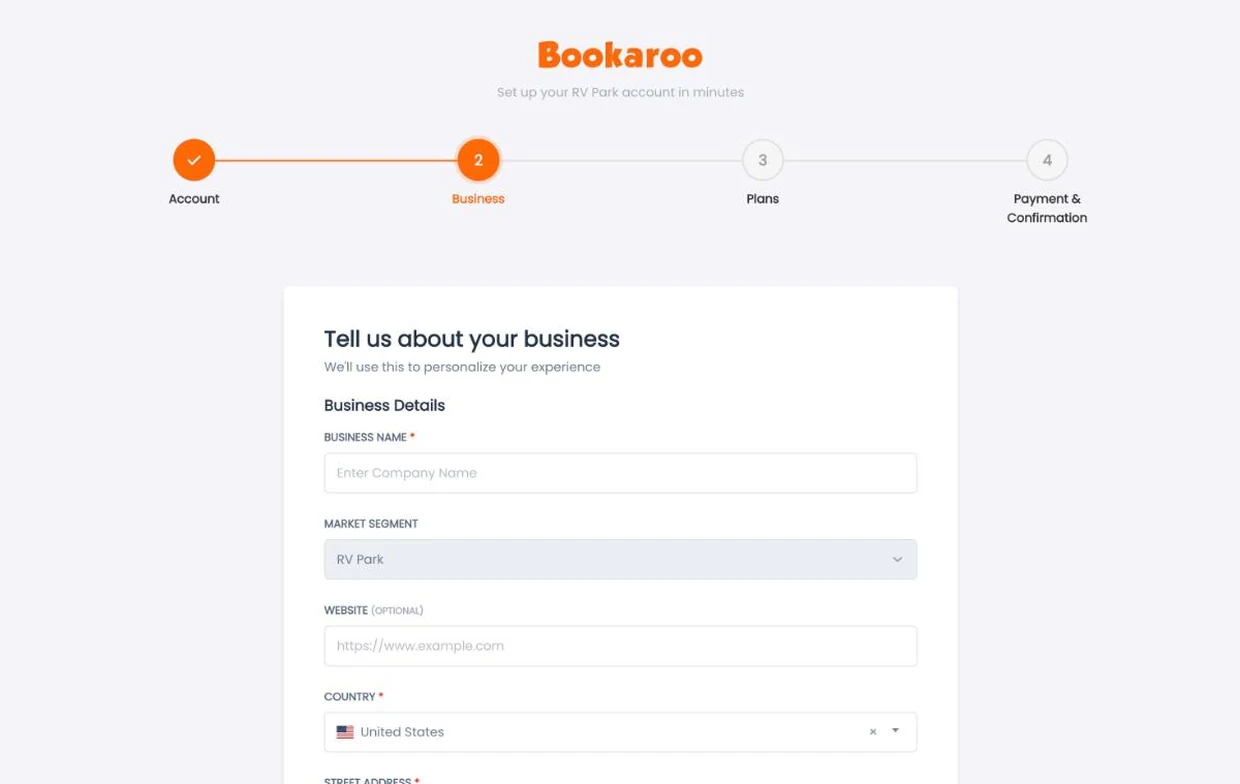 Bookaroo
Set up your RV Park account in minutes
2
3
4
Account
Business
Plans
Payment &
Confirmation
Tell us about your business
We'll use this to personalize your experience
Business Details
BUSINESS NAME *
Enter Company Name
MARKET SEGMENT
RV Park
WEBSITE (OPTIONAL)
https://www.example.com
COUNTRY *
United States
STREET ADDRESS *